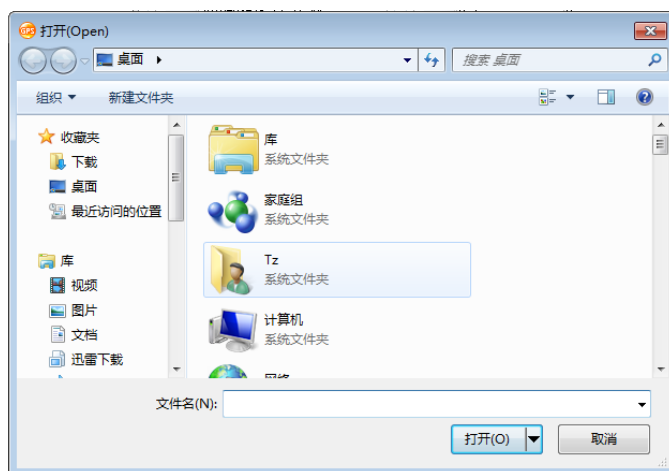 打开(Open)
桌面
搜索 桌面
组织
新建文件夹
收藏夹
下载
桌面
最近访问的位置
库
视频
图片
文档
迅雷下载
库
系统文件夹
家庭组
系统文件夹
Tz
系统文件夹
计算机
系统文件夹
文件名(N):
打开(O)
取消